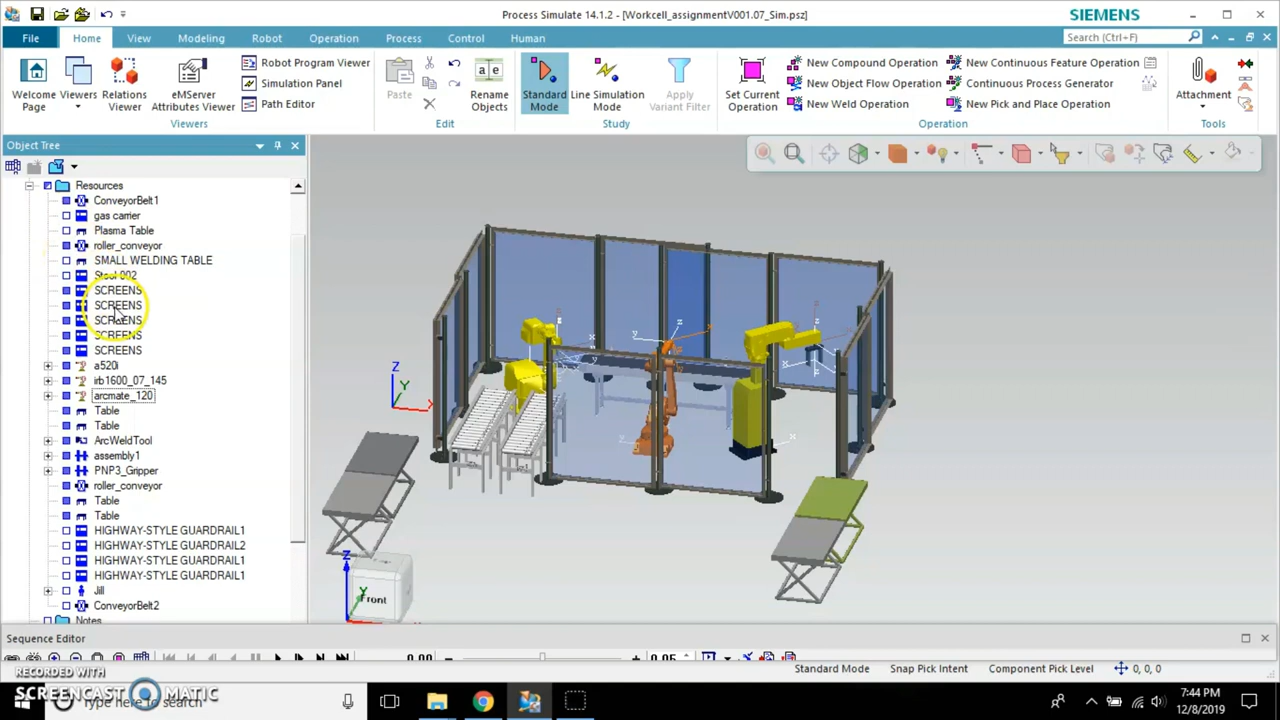 Process Simulate 14.1.2 - [Workcell_assignmentV001.07_Sim.psz]
SIEMENS
File Home View Modeling Robot Operation Process Control Human
Search (Ctrl+F)
Welcome Page
Viewers
Relations Viewer
eMServer Attributes Viewer
Robot Program Viewer
Simulation Panel
Path Editor
Viewers
Paste
Rename Objects
Edit
Standard Mode
Line Simulation Mode
Apply Variant Filter
Study
Set Current Operation
New Compound Operation
New Object Flow Operation
New Weld Operation
New Continuous Feature Operation
Continuous Process Generator
New Pick and Place Operation
Operation
Attachment
Tools
Object Tree
Resources
ConveyorBelt1
gas carrier
Plasma Table
roller_conveyor
SMALL WELDING TABLE
Stool 002
SCREENS
SCREENS
SCREENS
SCREENS
SCREENS
a520i
irb1600_07_145
arcmate_120
Table
Table
ArcWeldTool
assembly1
PNP3_Gripper
roller_conveyor
Table
Table
HIGHWAY-STYLE GUARDRAIL1
HIGHWAY-STYLE GUARDRAIL2
HIGHWAY-STYLE GUARDRAIL1
HIGHWAY-STYLE GUARDRAIL1
Jill
ConveyorBelt2
Notes
Z
Y
X
Z
Y
Front
Sequence Editor
0.00
0.05
Standard Mode Snap Pick Intent Component Pick Level 0, 0, 0
RECORDED WITH
SCREENCAST MATIC
Type here to search
7:44 PM
12/8/2019